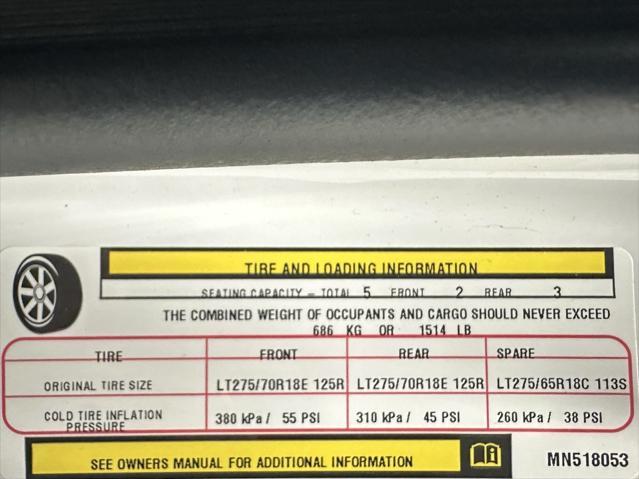 TIRE AND LOADING INFORMATION
SEATING CAPACITY - TOTAL 5 FRONT 2 REAR 3
THE COMBINED WEIGHT OF OCCUPANTS AND CARGO SHOULD NEVER EXCEED
686 KG OR 1514 LB
TIRE FRONT REAR SPARE
ORIGINAL TIRE SIZE LT275/70R18E 125R LT275/70R18E 125R LT275/65R18C 113S
COLD TIRE INFLATION PRESSURE 380 kPa / 55 PSI 310 kPa / 45 PSI 260 kPa / 38 PSI
SEE OWNERS MANUAL FOR ADDITIONAL INFORMATION MN518053